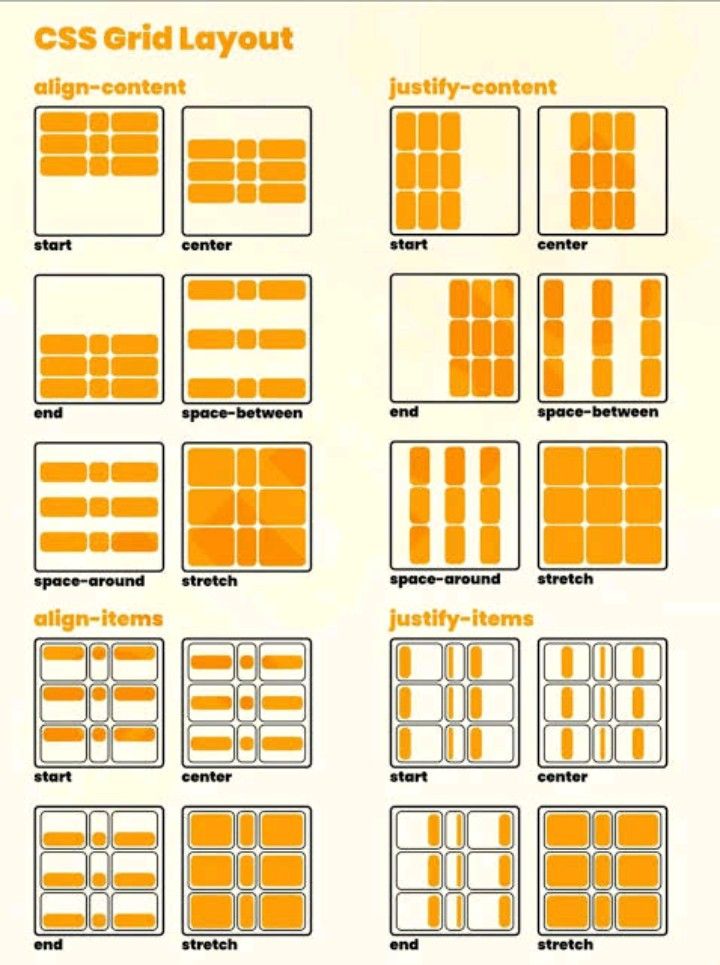 CSS Grid Layout
align-content
justify-content
start
center
start
center
end
space-between
end
space-between
space-around
stretch
space-around
stretch
align-items
justify-items
start
center
start
center
end
stretch
end
stretch